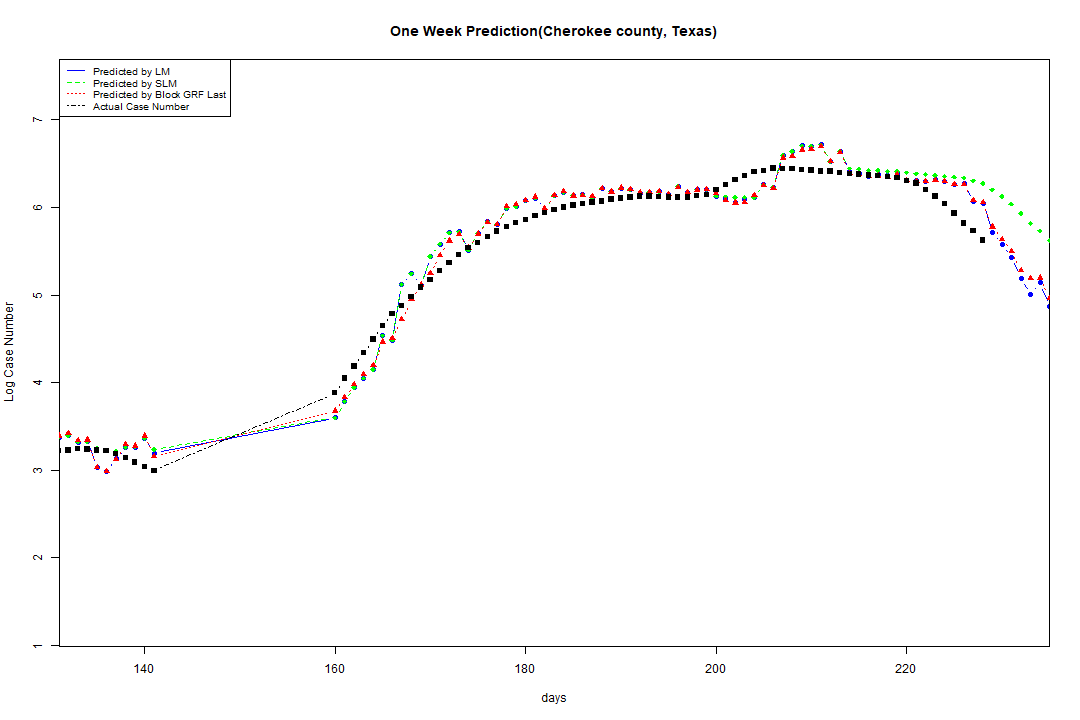 One Week Prediction(Cherokee county, Texas)
Predicted by LM
Predicted by SLM
Predicted by Block GRF Last
Actual Case Number
7
6
5
4
3
2
1
Log Case Number
140 160 180 200 220
days